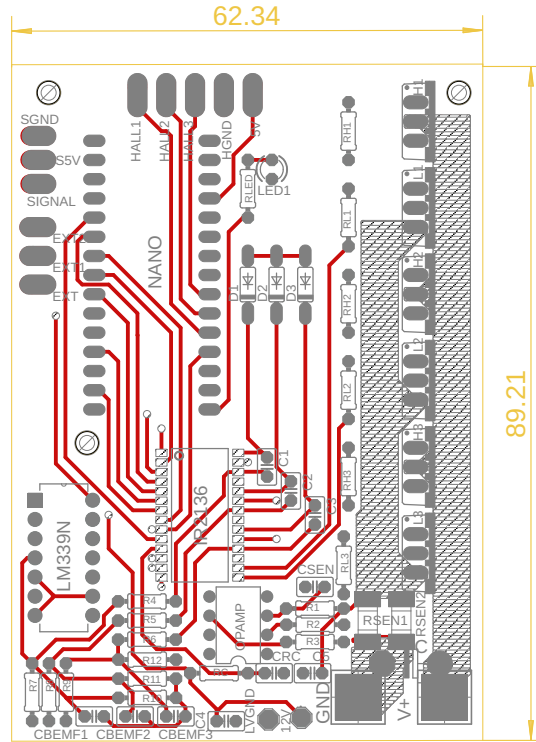 62.34
89.21
SGND
S5V
SIGNAL
EXT2
EXT1
EXT
HALL1
HALL2
HALL3
HGND
5V
NANO
RLED
LED1
D1
D2
D3
RH1
RL1
RH2
RL2
RH3
RL3
H1
L1
H2
L2
H3
L3
C1
C2
C3
IR2136
LM339N
OPAMP
CSEN
R1
R2
R3
R4
R5
R6
R12
R11
R10
R7
R8
R9
CRC
RSEN1
RSEN2
C4
LVGND
12V
GND
V+
CBEMF1
CBEMF2
CBEMF3